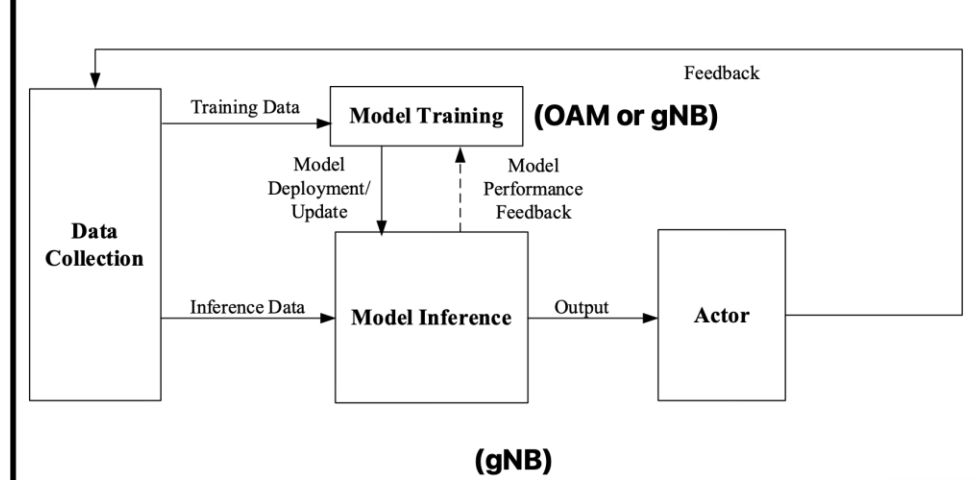 Feedback
Training Data
Model Training
(OAM or gNB)
Model
Deployment/
Update
Model
Performance
Feedback
Data
Collection
Inference Data
Model Inference
Output
Actor
(gNB)